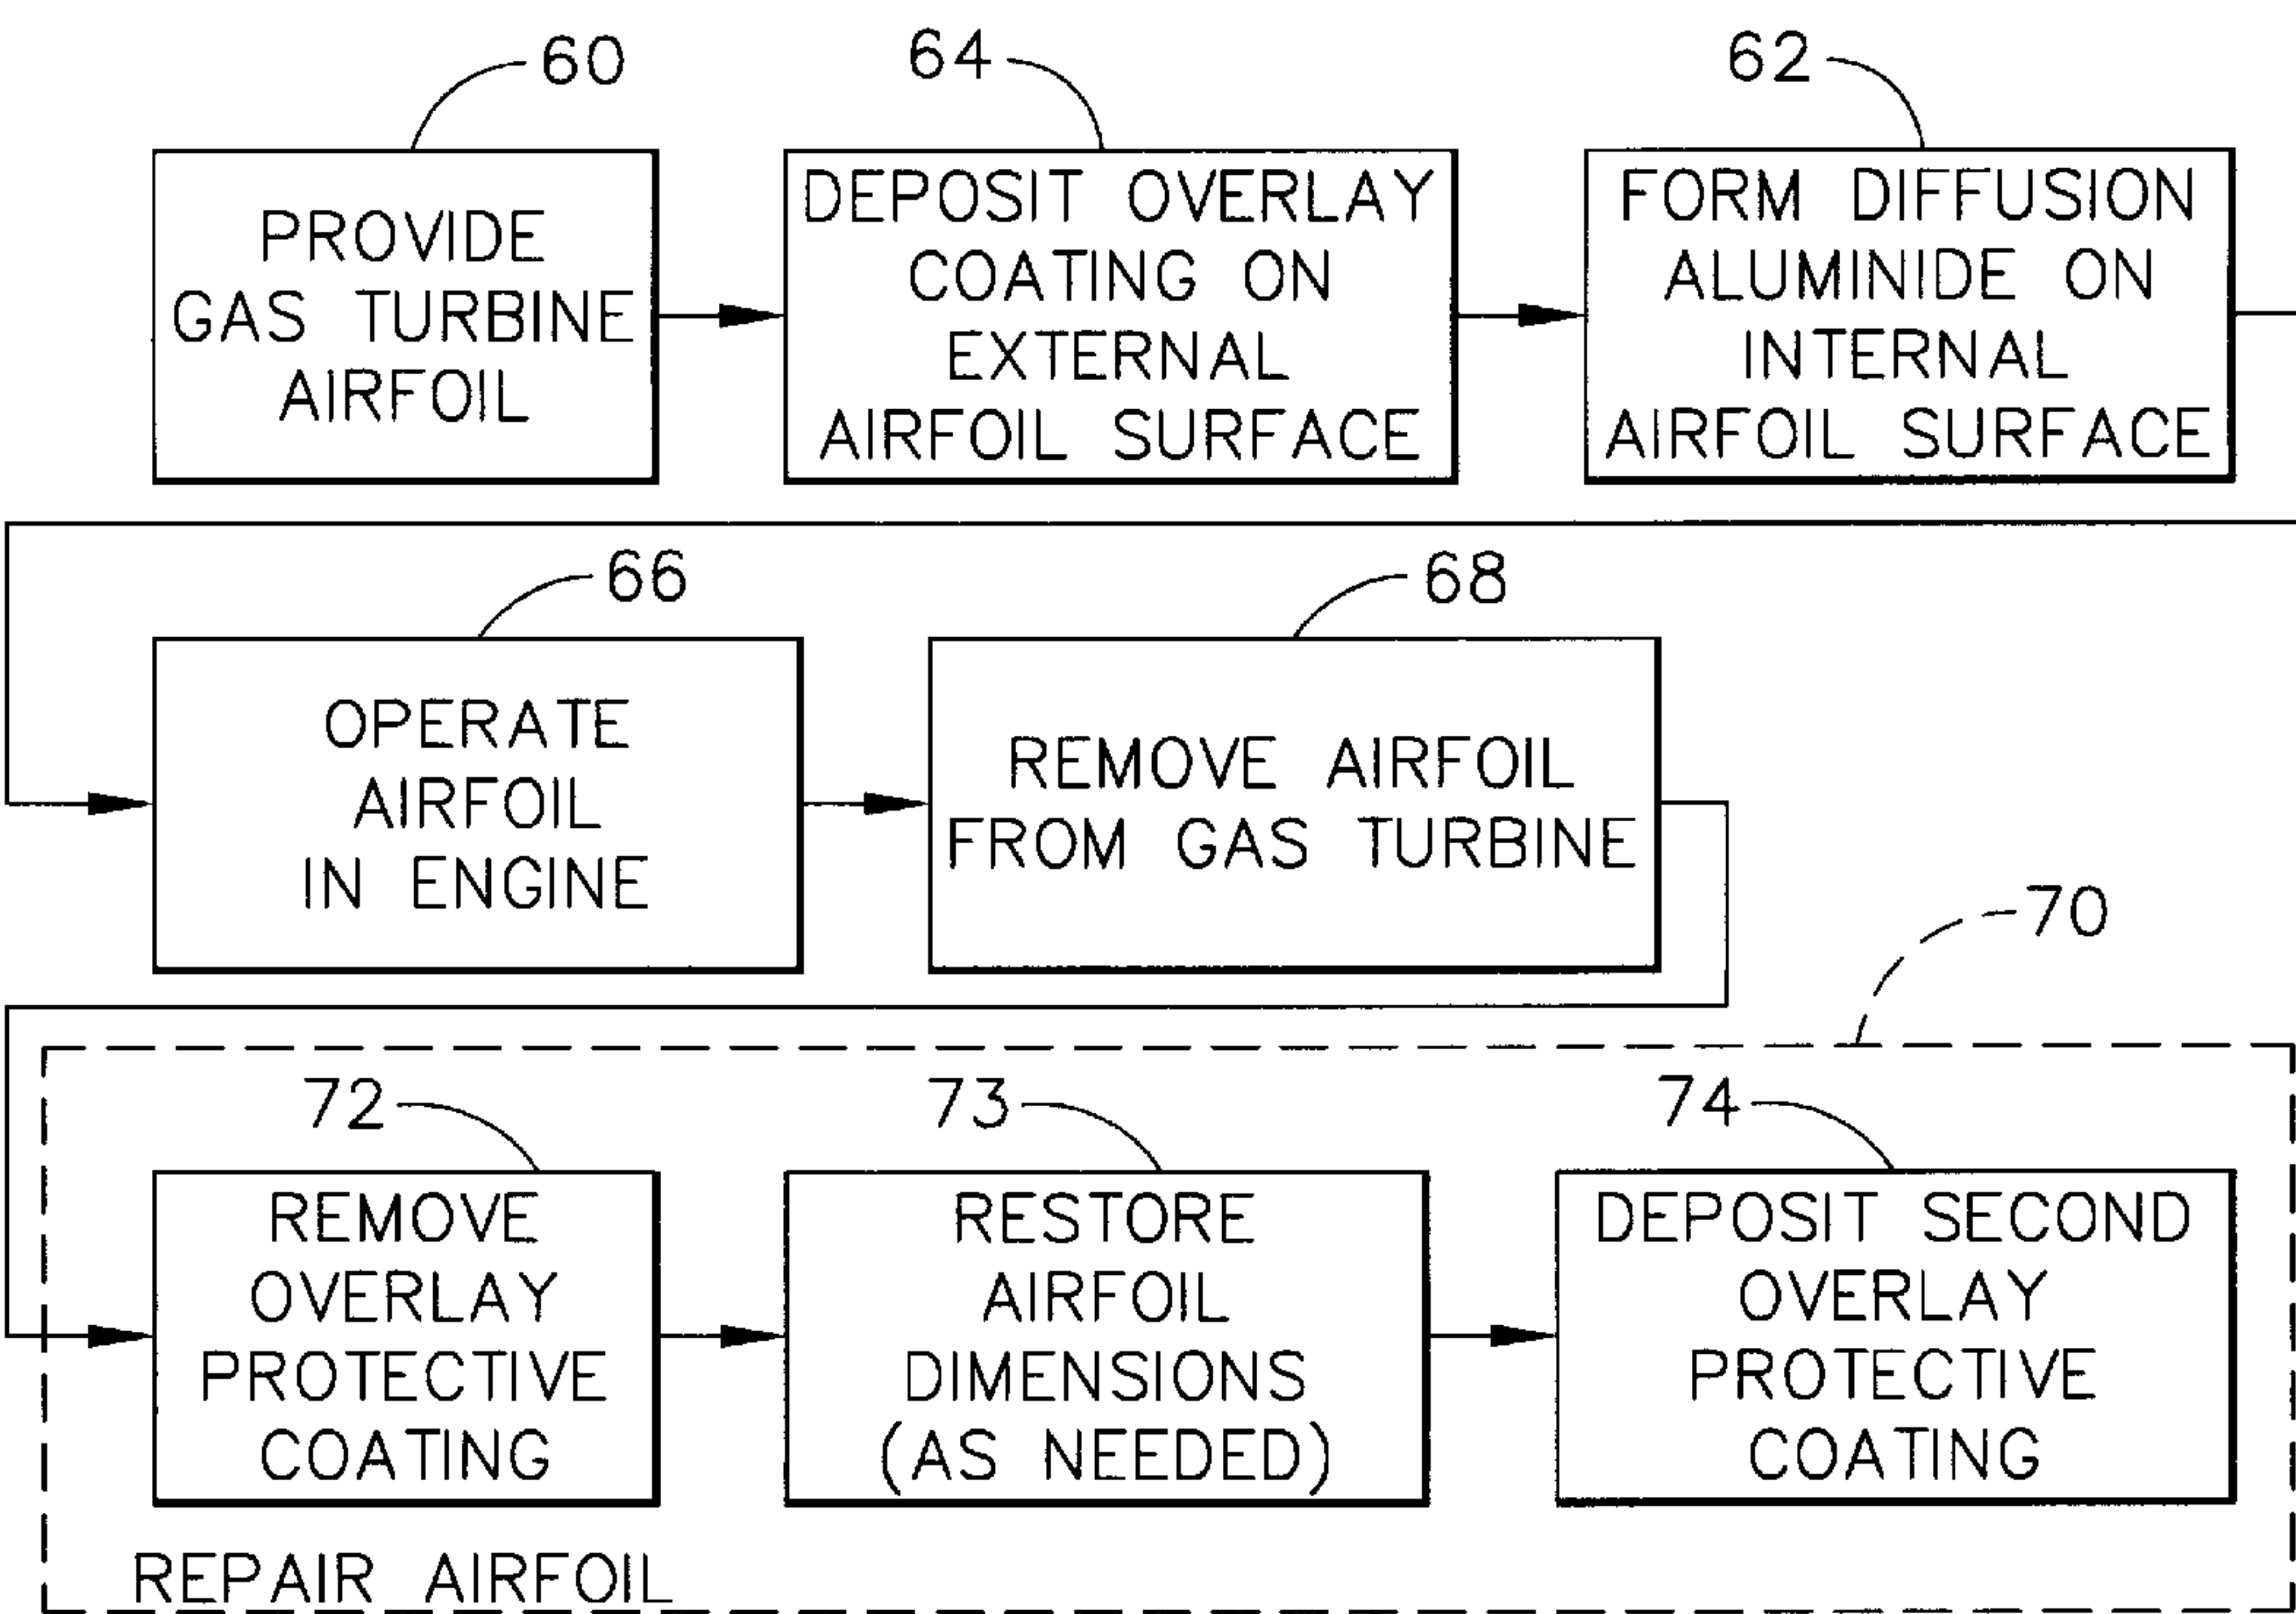 60
PROVIDE
GAS TURBINE
AIRFOIL
64
DEPOSIT OVERLAY
COATING ON
EXTERNAL
AIRFOIL SURFACE
62
FORM DIFFUSION
ALUMINIDE ON
INTERNAL
AIRFOIL SURFACE
66
OPERATE
AIRFOIL
IN ENGINE
68
REMOVE AIRFOIL
FROM GAS TURBINE
70
72
REMOVE
OVERLAY
PROTECTIVE
COATING
73
RESTORE
AIRFOIL
DIMENSIONS
(AS NEEDED)
74
DEPOSIT SECOND
OVERLAY
PROTECTIVE
COATING
REPAIR AIRFOIL